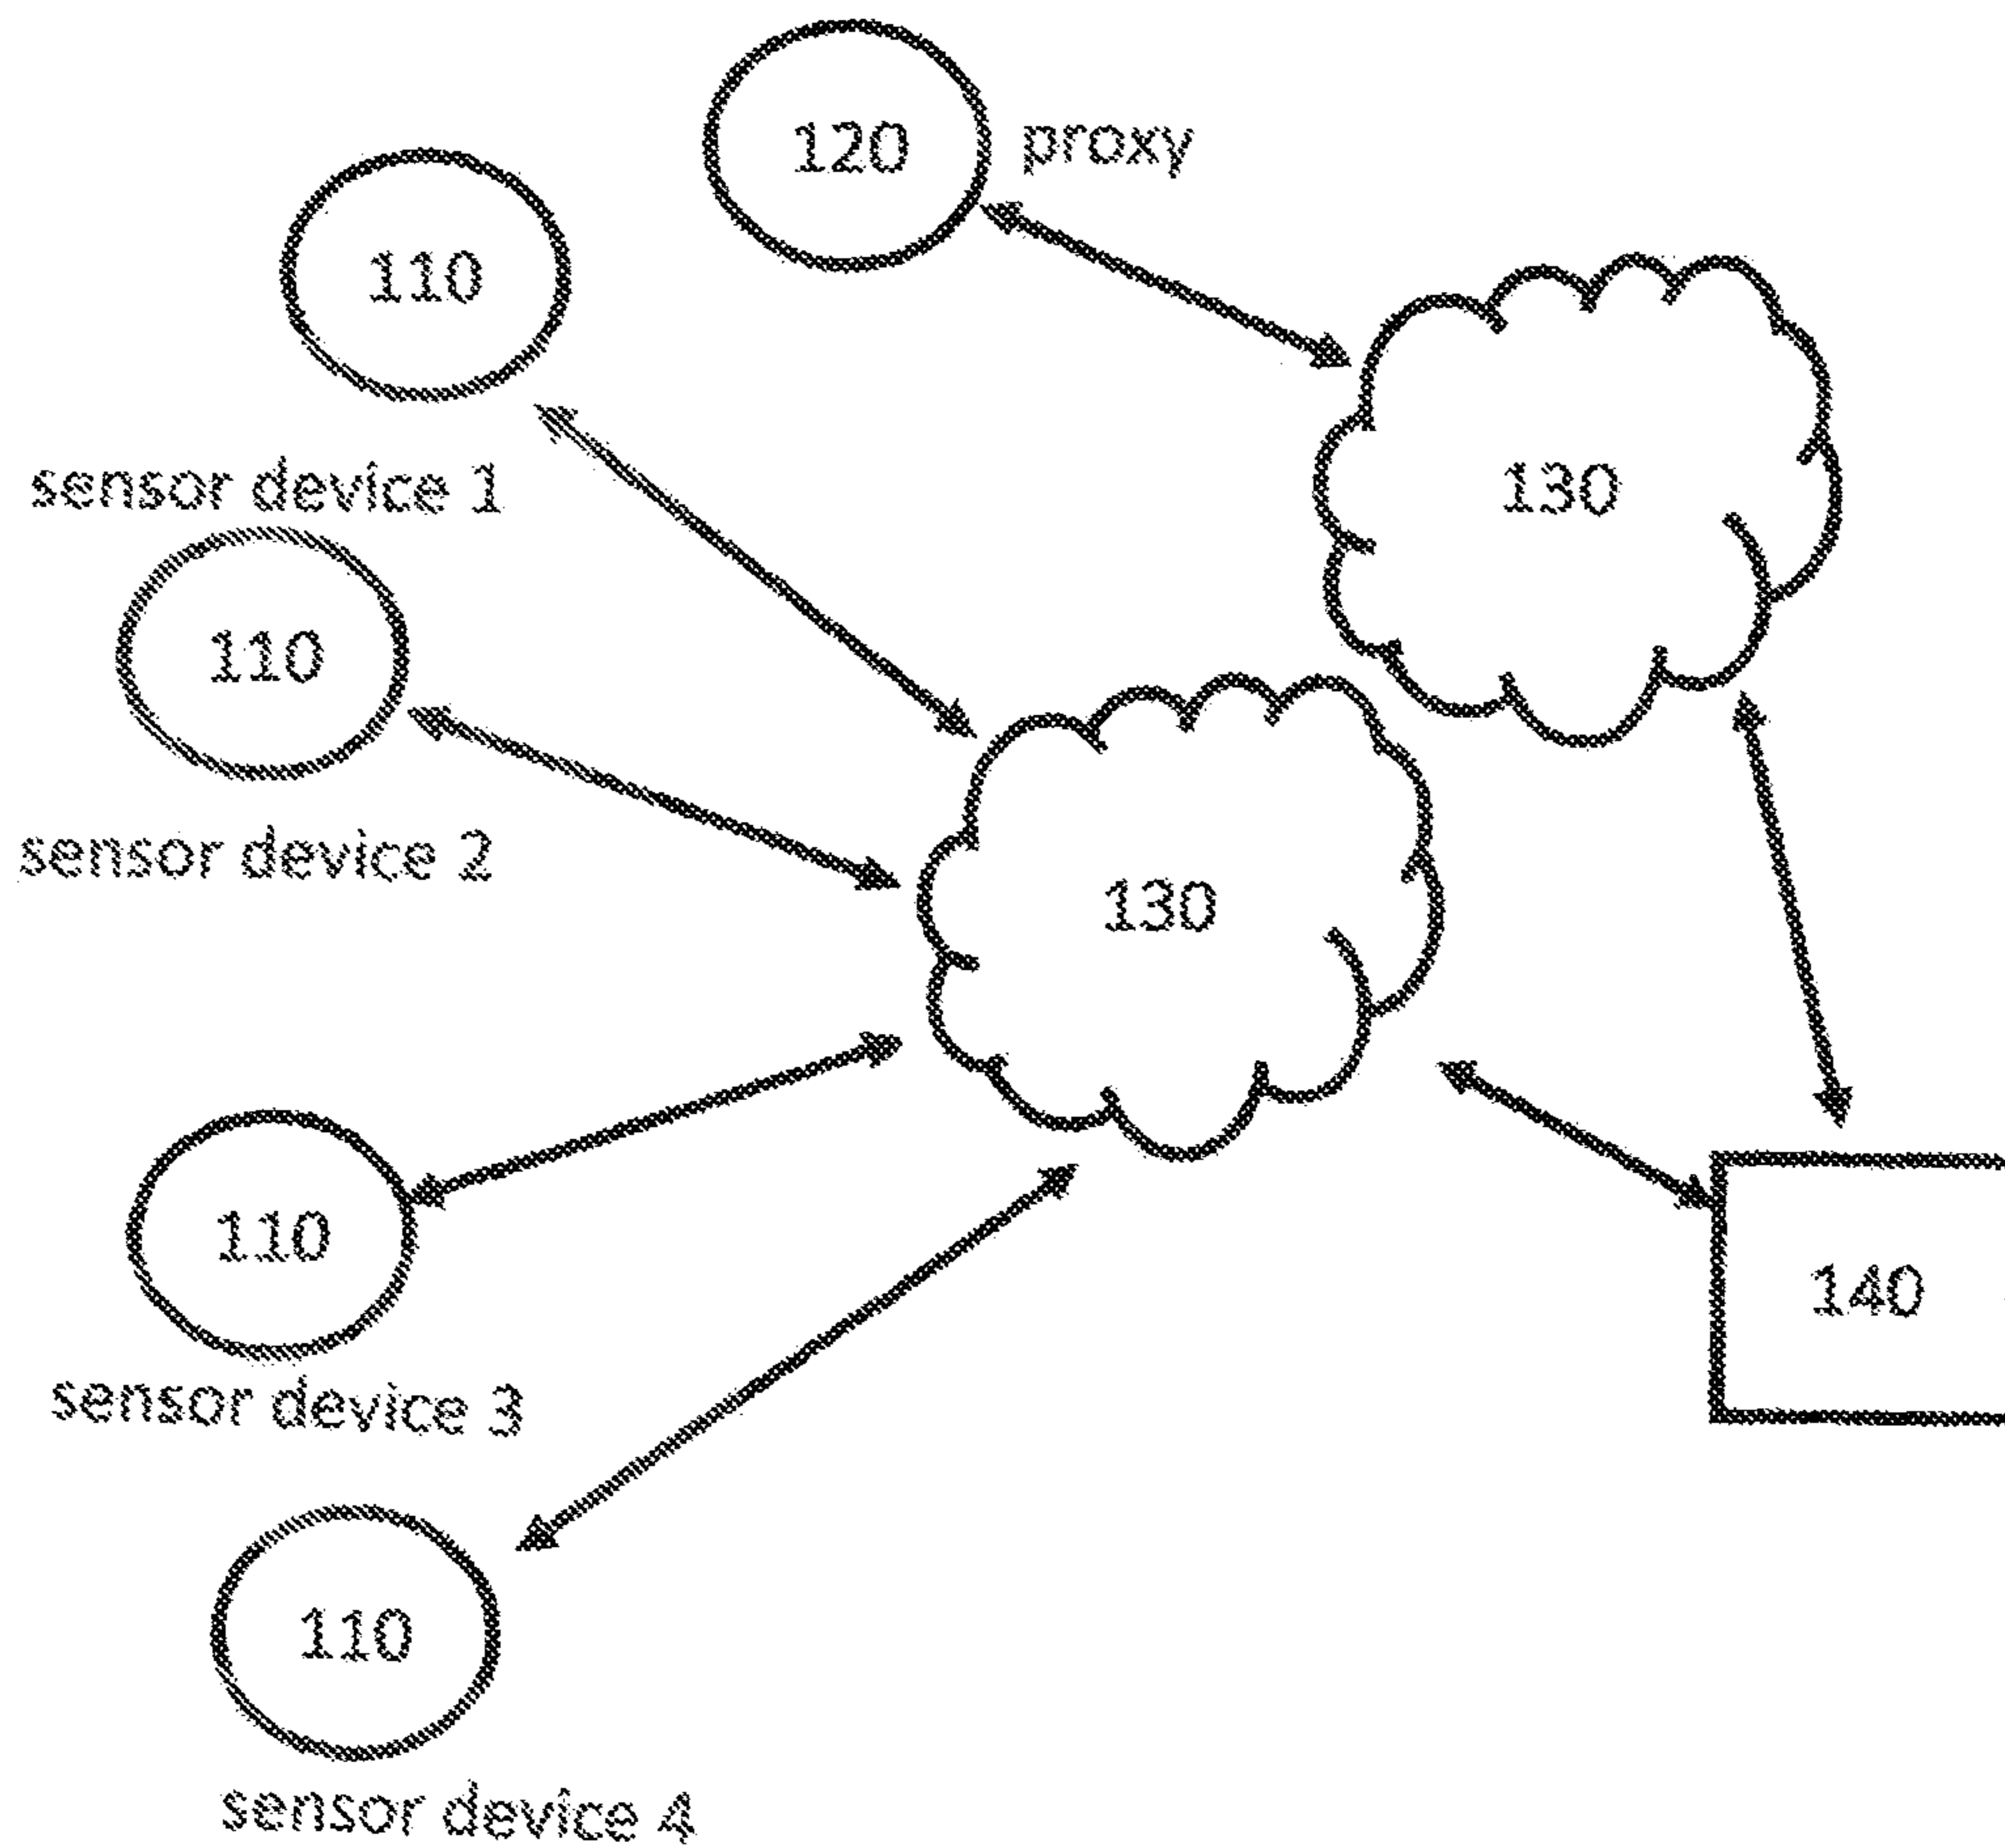 120
proxy
110
sensor device 1
130
110
sensor device 2
130
110
sensor device 3
140
110
sensor device 4